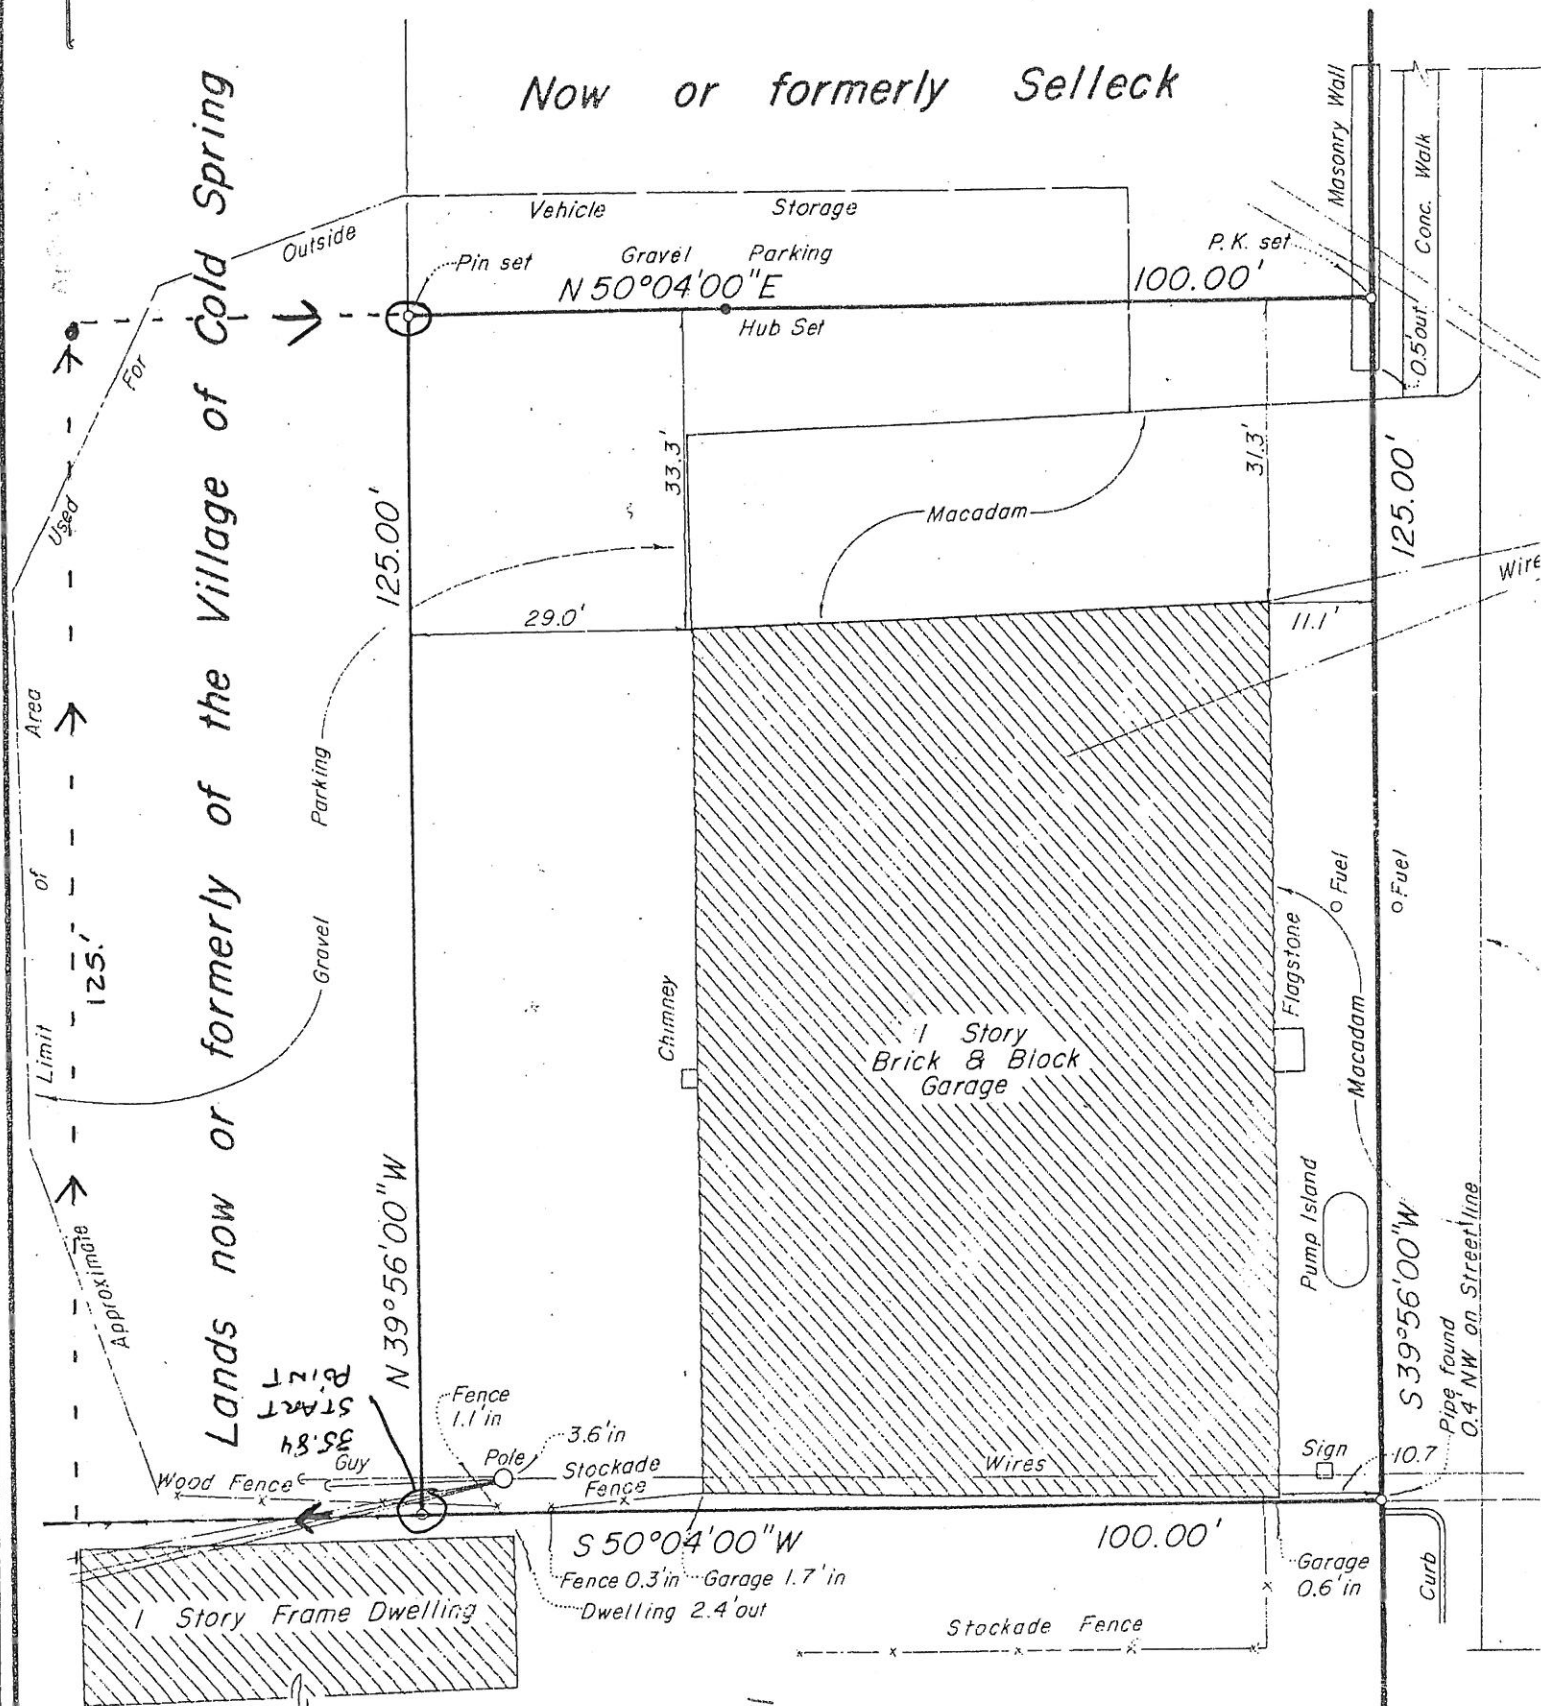 Now or formerly Selleck
Lands now or formerly of the Village of Cold Spring
Masonry Wall
Conc. Walk
Vehicle Storage
Outside
Gravel Parking
P.K. set
Pin set
N 50°04'00"E
100.00'
Hub Set
0.5'out
For
Used
Area
of
Limit
Approximate
125.'
125.00'
33.3'
31.3'
125.00'
Macadam
Wire
29.0'
11.1'
Parking
Gravel
Fuel
Fuel
Flagstone
Chimney
1 Story
Brick & Block
Garage
Macadam
Pump Island
N 39°56'00"W
S 39°56'00"W
Pipe found
0.4' NW on Street line
35.84
START
POINT
Fence
1.1'in
3.6'in
Pole
Guy
Wood Fence
Stockade
Fence
Wires
Sign
10.7
S 50°04'00"W
100.00'
Fence 0.3'in
Garage 1.7'in
Dwelling 2.4'out
Garage
0.6'in
Curb
1 Story Frame Dwelling
Stockade Fence